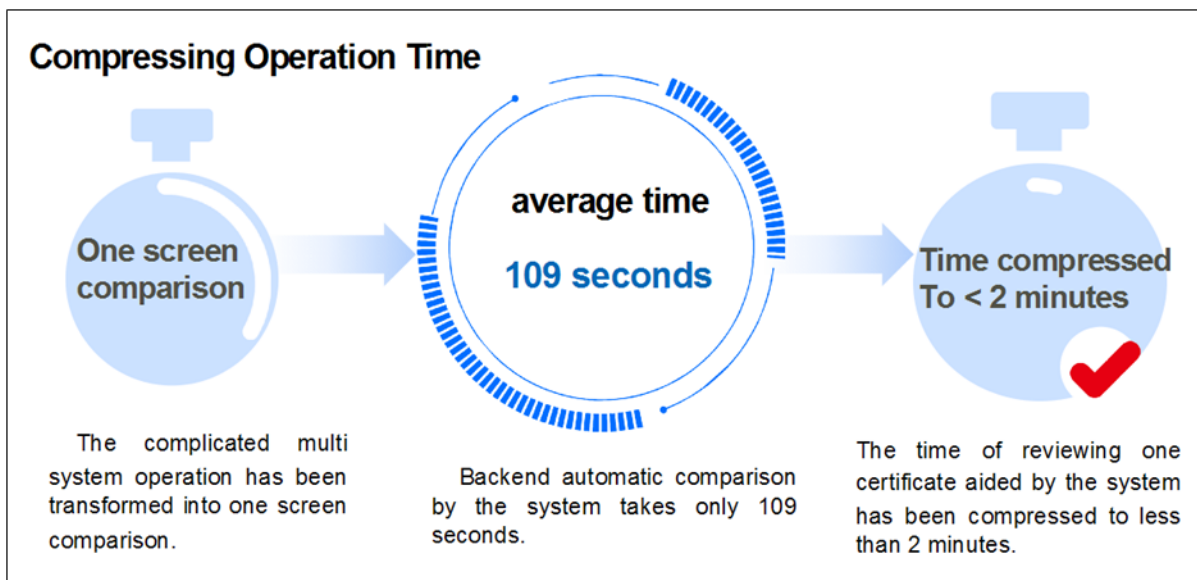 Compressing Operation Time
One screen
comparison
average time
109 seconds
Time compressed
To < 2 minutes
The complicated multi
system operation has been
transformed into one screen
comparison.
Backend automatic comparison
by the system takes only 109
seconds.
The time of reviewing one
certificate aided by the system
has been compressed to less
than 2 minutes.